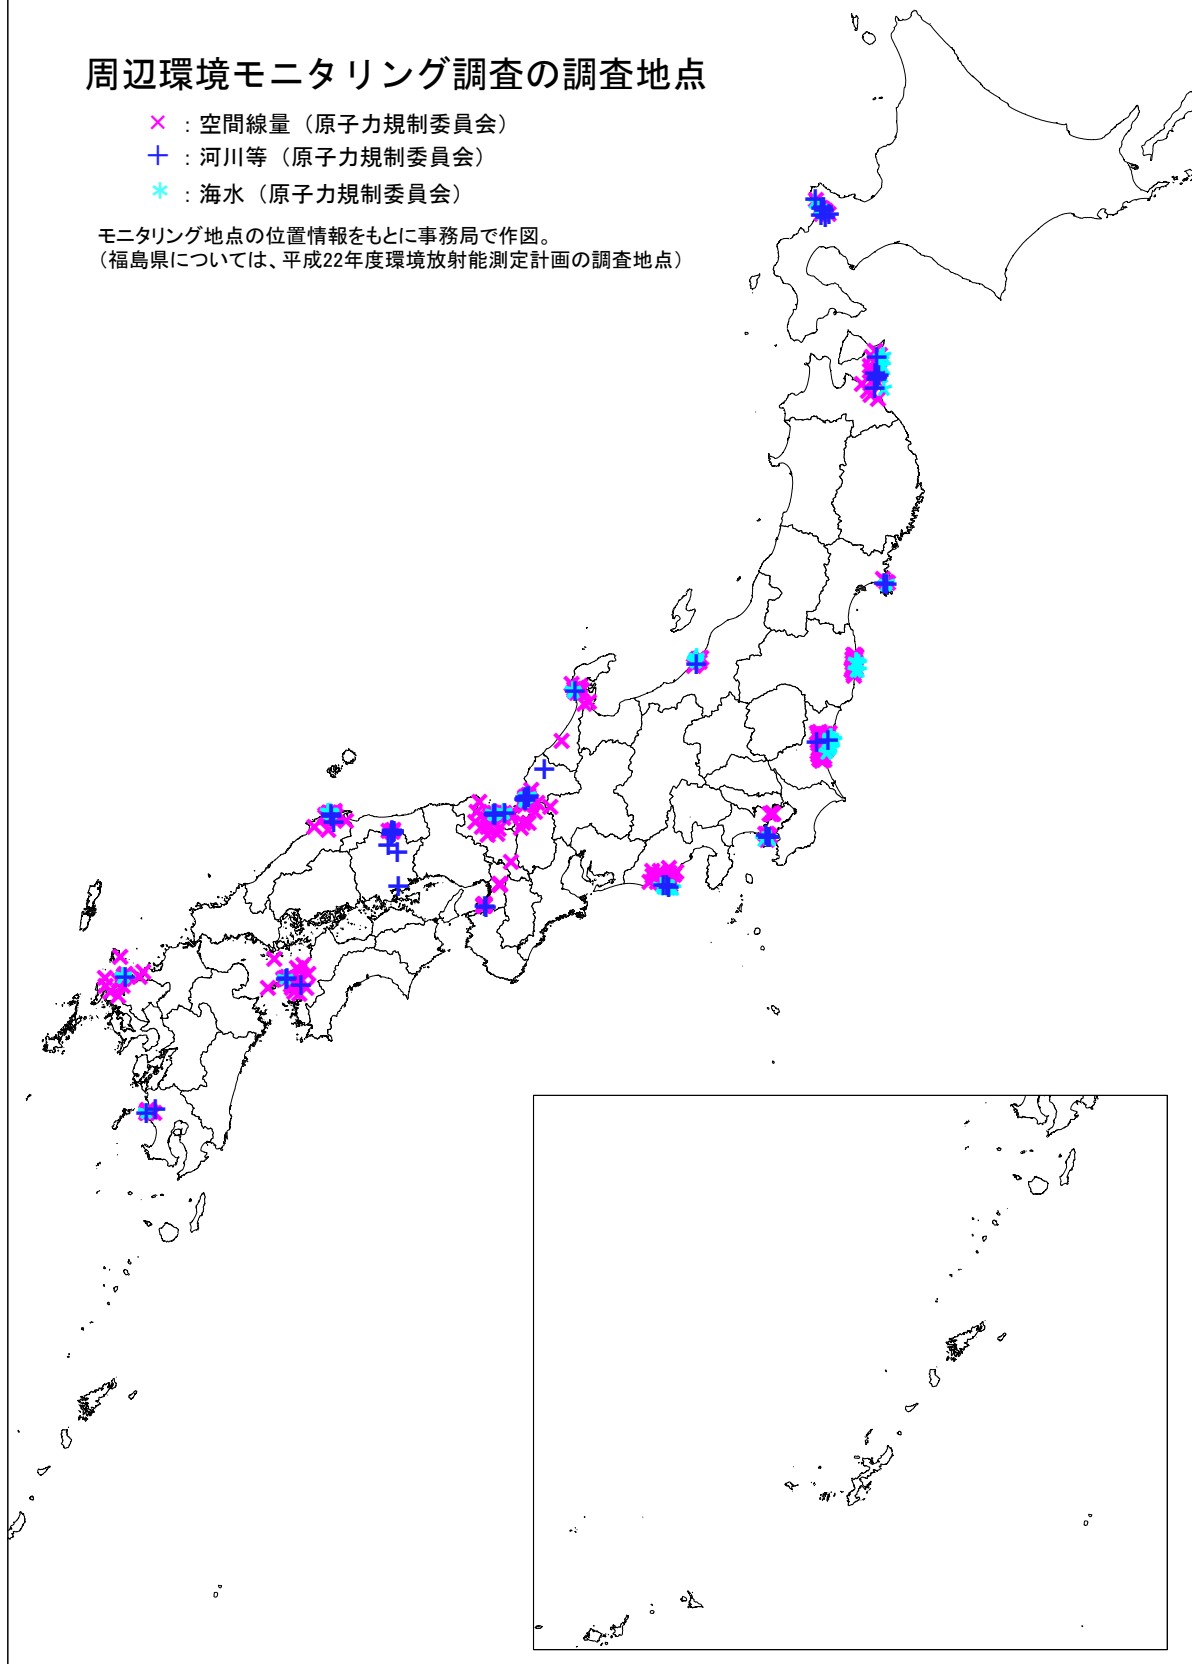 周辺環境モニタリング調査の調査地点
×：空間線量（原子力規制委員会）
＋：河川等（原子力規制委員会）
＊：海水（原子力規制委員会）
モニタリング地点の位置情報をもとに事務局で作図。
（福島県については、平成22年度環境放射能測定計画の調査地点）